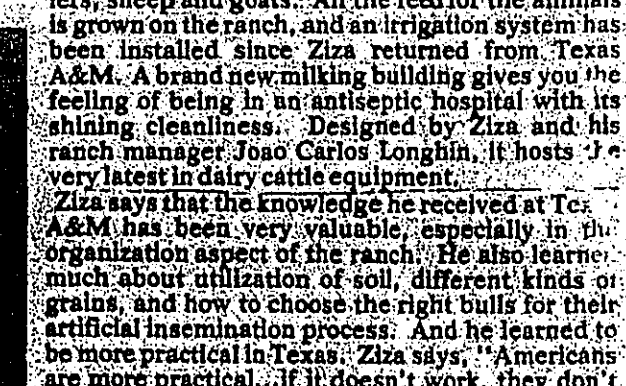 lers, sheep and goats. All the feed for the animals
is grown on the ranch, and an irrigation system has
been installed since Ziza returned from Texas
A&M. A brand new milking building gives you the
feeling of being in an antiseptic hospital with its
shining cleanliness. Designed by Ziza and his
ranch manager Joao Carlos Longhin, it hosts the
very latest in dairy cattle equipment.
Ziza says that the knowledge he received at Tex
A&M has been very valuable, especially in the
organization aspect of the ranch. He also learne
much about utilization of soil, different kinds of
grains, and how to choose the right bulls for their
artificial insemination process. And he learned to
be more practical in Texas. Ziza says, "Americans
are more practical...if it doesn't work, they don't